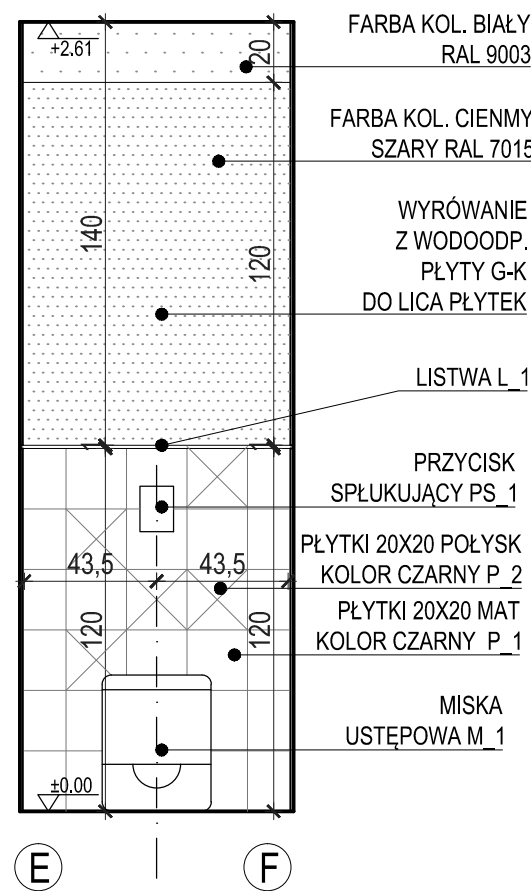 FARBA KOL. BIAŁY
RAL 9003
+2.61
20
FARBA KOL. CIENMY
SZARY RAL 7015
WYRÓWANIE
Z WODOODP.
PŁYTY G-K
DO LICA PŁYTEK
140
120
LISTWA L_1
1
1
PRZYCISK
SPŁUKUJĄCY PS_1
PŁYTKI 20X20 POŁYSK
KOLOR CZARNY P_2
43,5
43,5
PŁYTKI 20X20 MAT
KOLOR CZARNY P_1
120
120
MISKA
USTĘPOWA M_1
±0.00
E
F